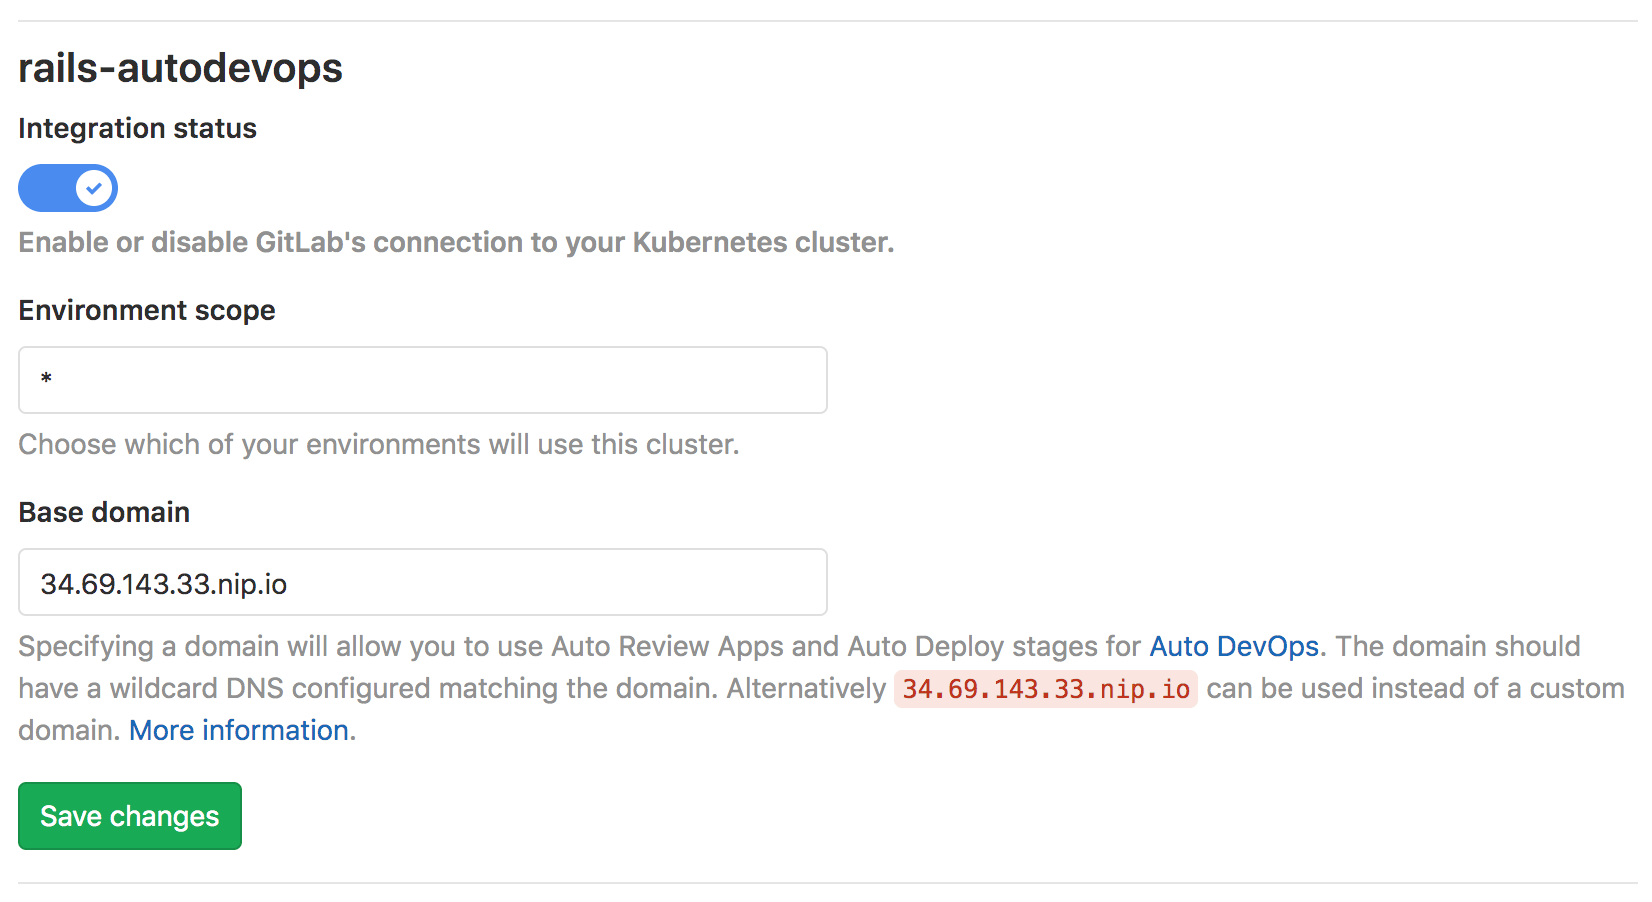 rails-autodevops
Integration status
Enable or disable GitLab's connection to your Kubernetes cluster.
Environment scope
*
Choose which of your environments will use this cluster.
Base domain
34.69.143.33.nip.io
Specifying a domain will allow you to use Auto Review Apps and Auto Deploy stages for Auto DevOps. The domain should
have a wildcard DNS configured matching the domain. Alternatively 34.69.143.33.nip.io can be used instead of a custom
domain. More information.
Save changes